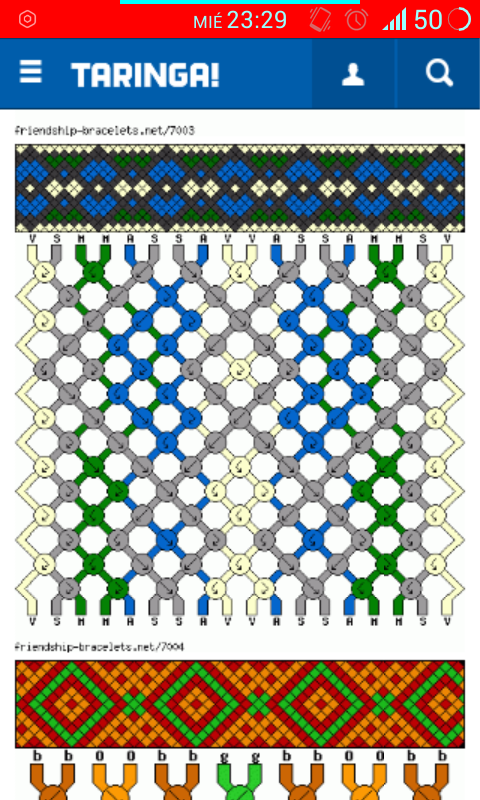 MIÉ 23:29 50
TARINGA!
friendship-bracelets.net/7003
V S M M A S S A V V A S S A M M S V
V S M M A S S A V V A S S A M M S V
friendship-bracelets.net/7004
b b O O b b g g b b O O b b